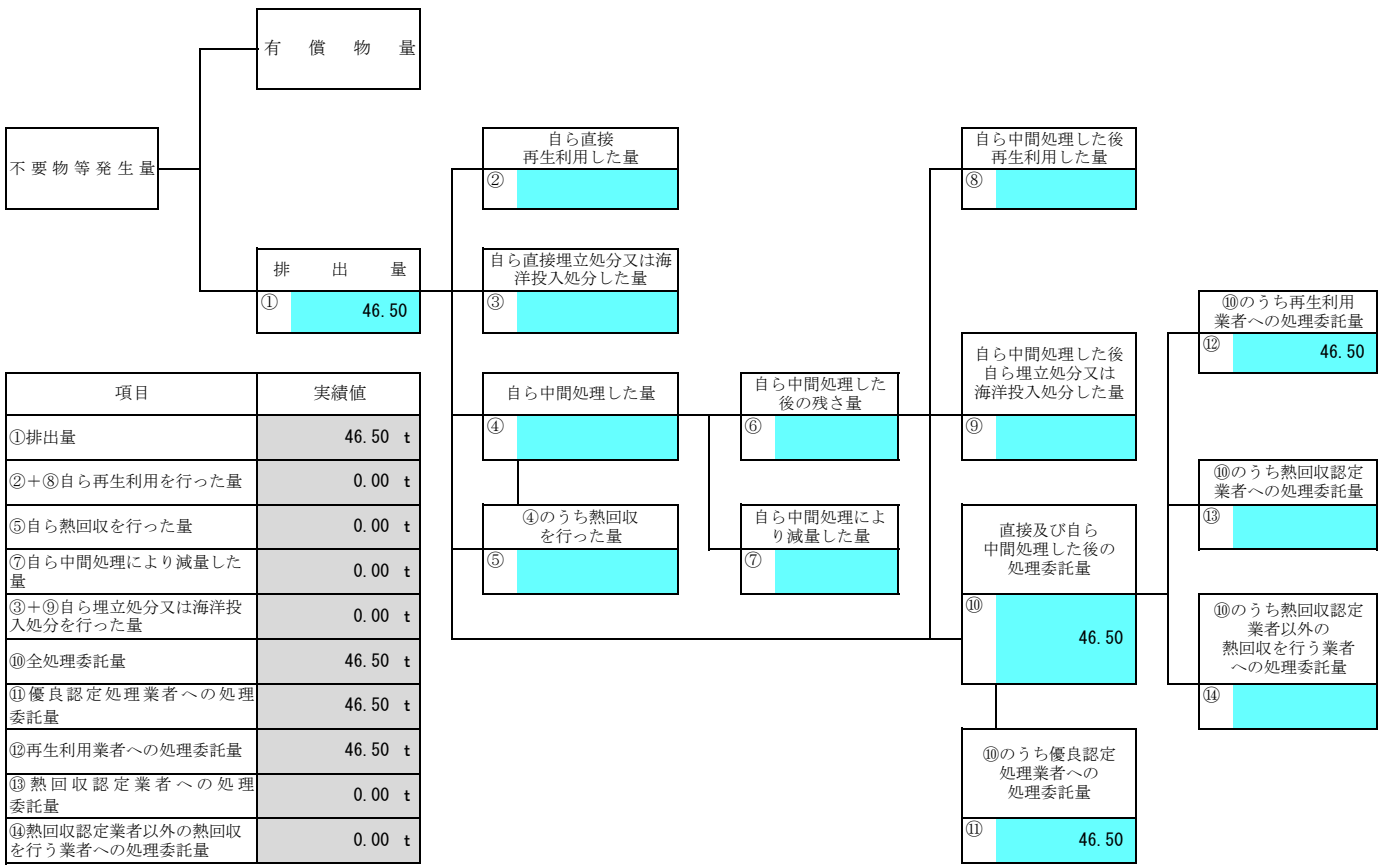 有償物量
不要物等発生量
排出量
① 46.50
自ら直接
再生利用した量
②
自ら直接埋立処分又は海
洋投入処分した量
③
自ら中間処理した量
④
④のうち熱回収
を行った量
⑤
自ら中間処理した
後の残さ量
⑥
自ら中間処理によ
り減量した量
⑦
自ら中間処理した後
再生利用した量
⑧
自ら中間処理した後
自ら埋立処分又は
海洋投入処分した量
⑨
直接及び自ら
中間処理した後の
処理委託量
⑩ 46.50
⑩のうち優良認定
処理業者への
処理委託量
⑪ 46.50
⑩のうち再生利用
業者への処理委託量
⑫ 46.50
⑩のうち熱回収認定
業者への処理委託量
⑬
⑩のうち熱回収認定
業者以外の
熱回収を行う業者
への処理委託量
⑭
項目 実績値
①排出量 46.50 t
②+⑧自ら再生利用を行った量 0.00 t
⑤自ら熱回収を行った量 0.00 t
⑦自ら中間処理により減量した
量 0.00 t
③+⑨自ら埋立処分又は海洋投
入処分を行った量 0.00 t
⑩全処理委託量 46.50 t
⑪優良認定処理業者への処理
委託量 46.50 t
⑫再生利用業者への処理委託量 46.50 t
⑬熱回収認定業者への処理
委託量 0.00 t
⑭熱回収認定業者以外の熱回収
を行う業者への処理委託量 0.00 t